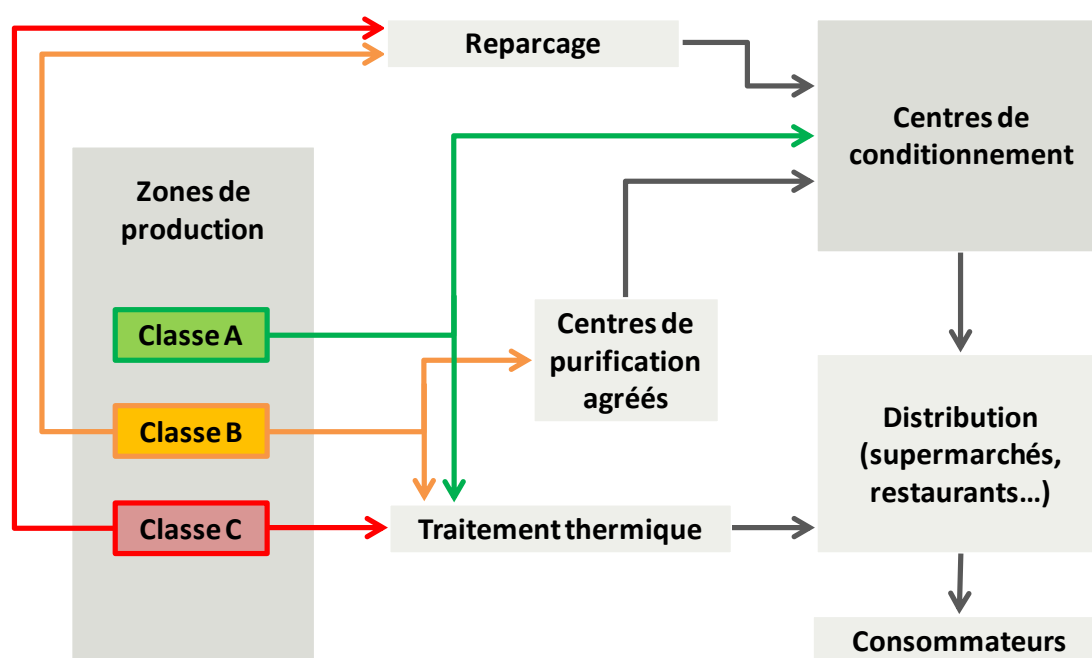 Reparcage
Centres de
conditionnement
Zones de
production
Classe A
Centres de
purification
agréés
Classe B
Distribution
(supermarchés,
restaurants…)
Classe C
Traitement thermique
Consommateurs